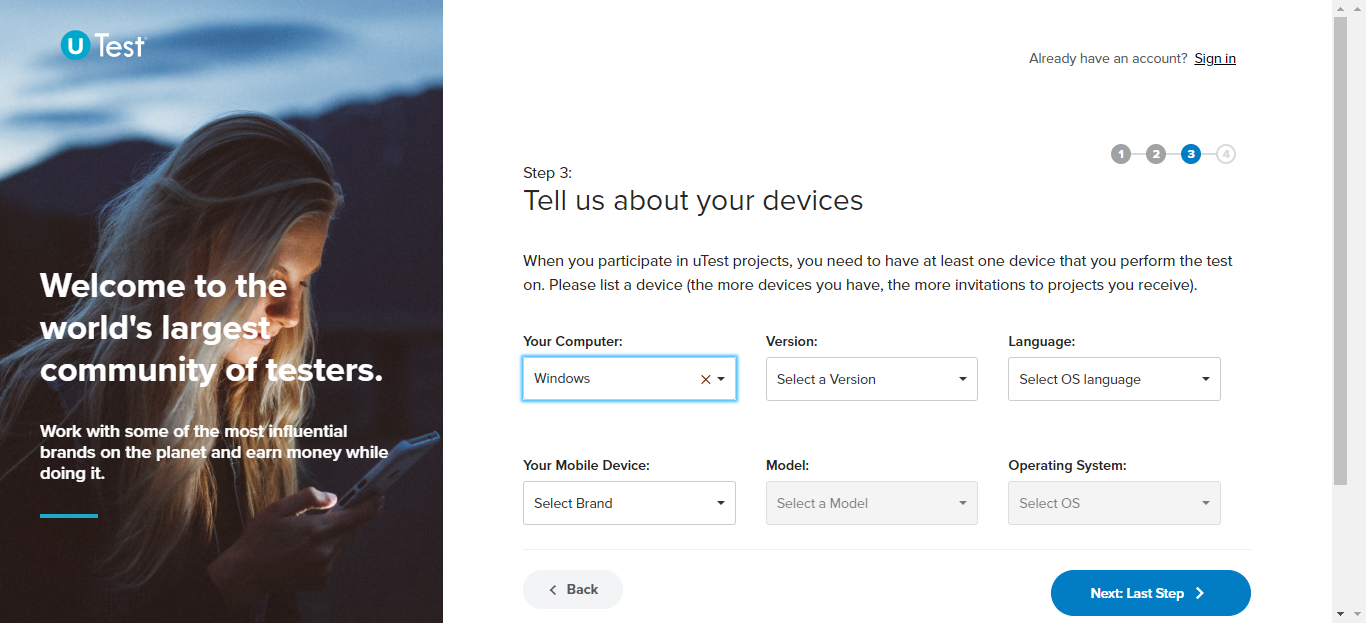 uTest
Already have an account? Sign in
1 2 3 4
Step 3:
Tell us about your devices
When you participate in uTest projects, you need to have at least one device that you perform the test
on. Please list a device (the more devices you have, the more invitations to projects you receive).
Your Computer: Version: Language:
Windows Select a Version Select OS language
Your Mobile Device: Model: Operating System:
Select Brand Select a Model Select OS
Back Next: Last Step
Welcome to the
world's largest
community of testers.
Work with some of the most influential
brands on the planet and earn money while
doing it.